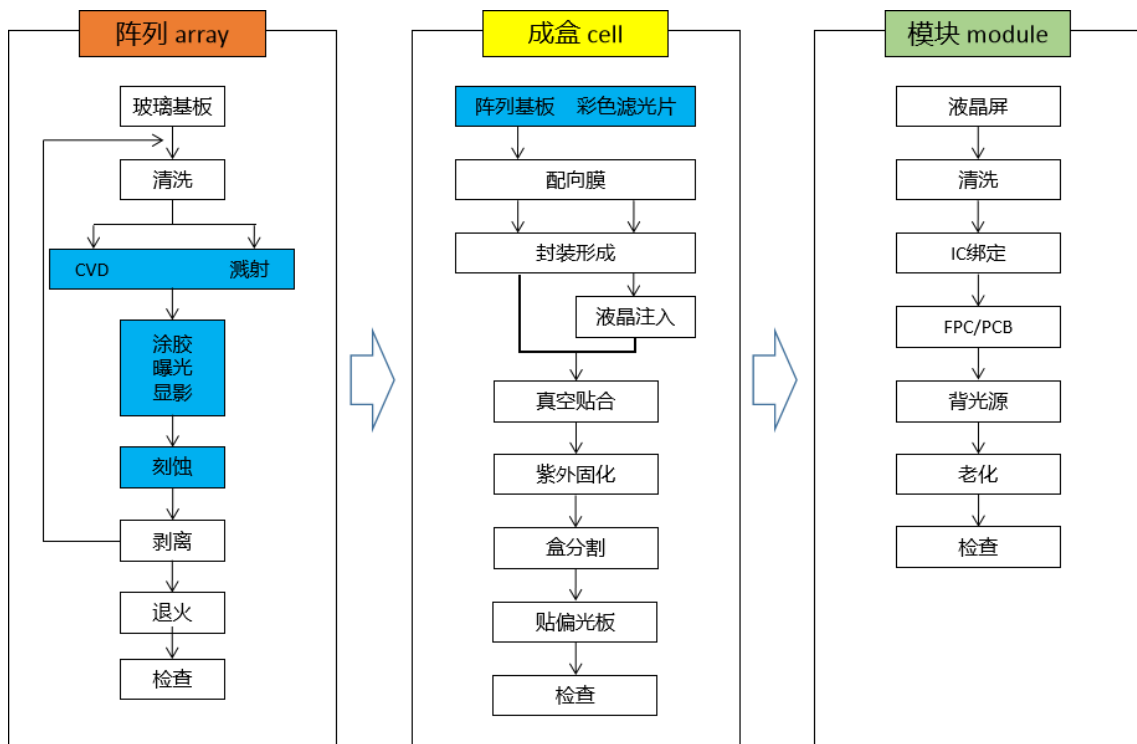 阵列 array
玻璃基板
清洗
CVD 溅射
涂胶
曝光
显影
刻蚀
剥离
退火
检查
成盒 cell
阵列基板 彩色滤光片
配向膜
封装形成
液晶注入
真空贴合
紫外固化
盒分割
贴偏光板
检查
模块 module
液晶屏
清洗
IC绑定
FPC/PCB
背光源
老化
检查